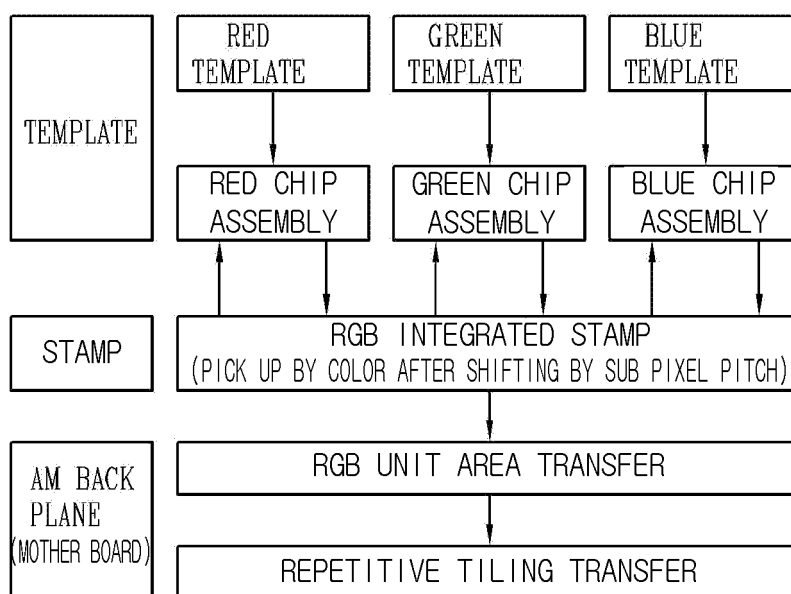 RED
TEMPLATE
GREEN
TEMPLATE
BLUE
TEMPLATE
TEMPLATE
RED CHIP
ASSEMBLY
GREEN CHIP
ASSEMBLY
BLUE CHIP
ASSEMBLY
STAMP
RGB INTEGRATED STAMP
(PICK UP BY COLOR AFTER SHIFTING BY SUB PIXEL PITCH)
AM BACK
PLANE
(MOTHER BOARD)
RGB UNIT AREA TRANSFER
REPETITIVE TILING TRANSFER